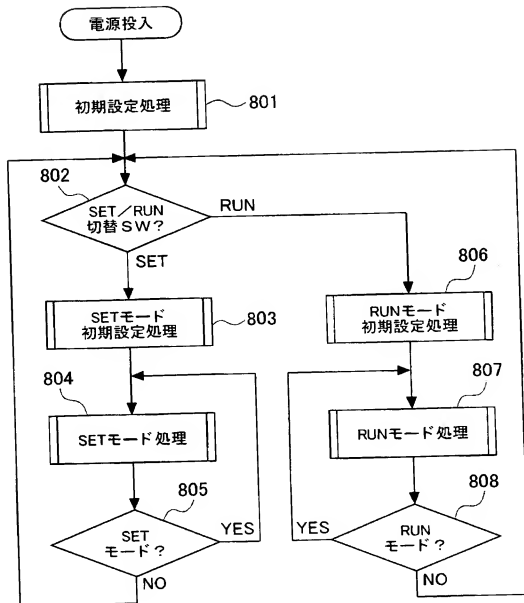 電源投入
初期設定処理
801
802
SET／RUN
切替SW？
RUN
SET
806
SETモード
初期設定処理
803
RUNモード
初期設定処理
804
807
SETモード処理
RUNモード処理
805
808
SET
モード？
YES
YES
RUN
モード？
NO
NO